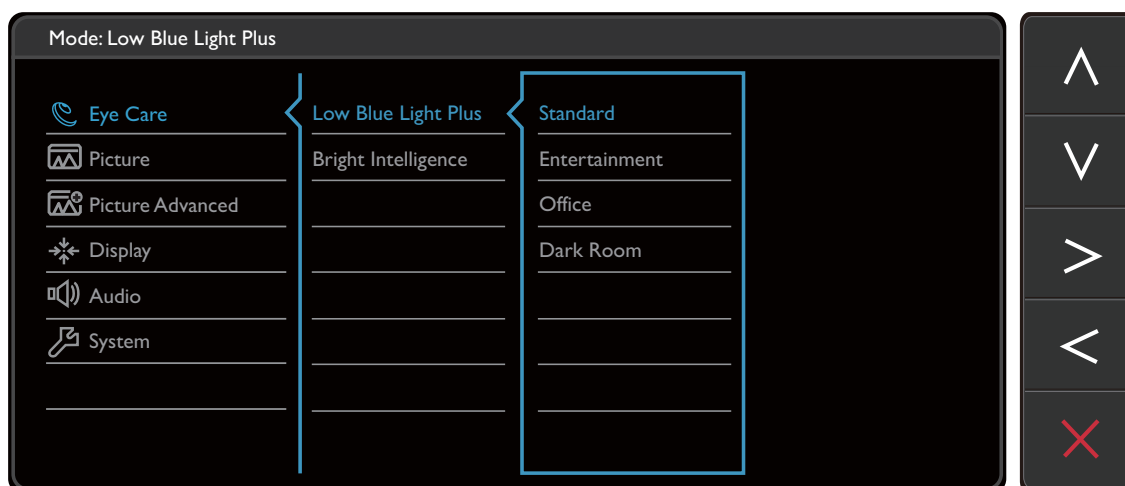 Mode: Low Blue Light Plus
Eye Care
Low Blue Light Plus
Standard
Picture
Bright Intelligence
Entertainment
Picture Advanced
Office
Display
Dark Room
Audio
System